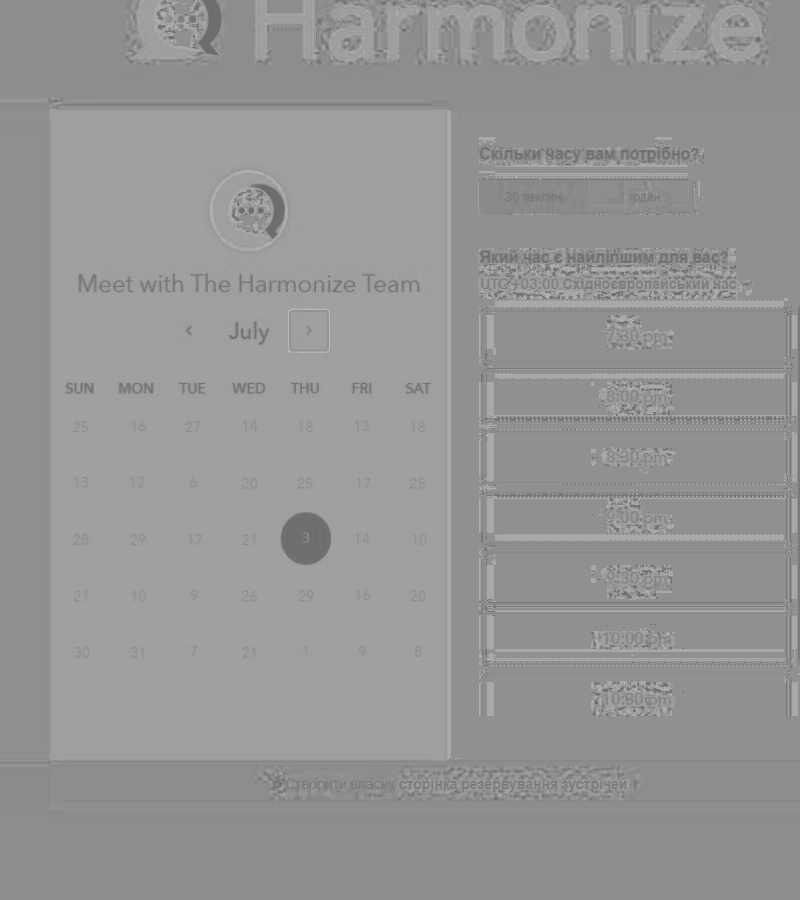 Harmonize
Meet with The Harmonize Team
‹ July ›
SUN MON TUE WED THU FRI SAT
25 16 27 14 18 13 18
13 12 6 20 25 17 25
28 29 17 21 3 14 10
21 10 9 26 29 16 20
30 31 7 21 1 9 8
Скільки часу вам потрібно?
30 хвилин 1 годин
Який час є найліпшим для вас?
UTC +03:00 Східноєвропейський час
7:30 pm
8:00 pm
8:30 pm
9:00 pm
9:30 pm
10:00 pm
10:30 pm
Створити власну сторінка резервування зустрічей